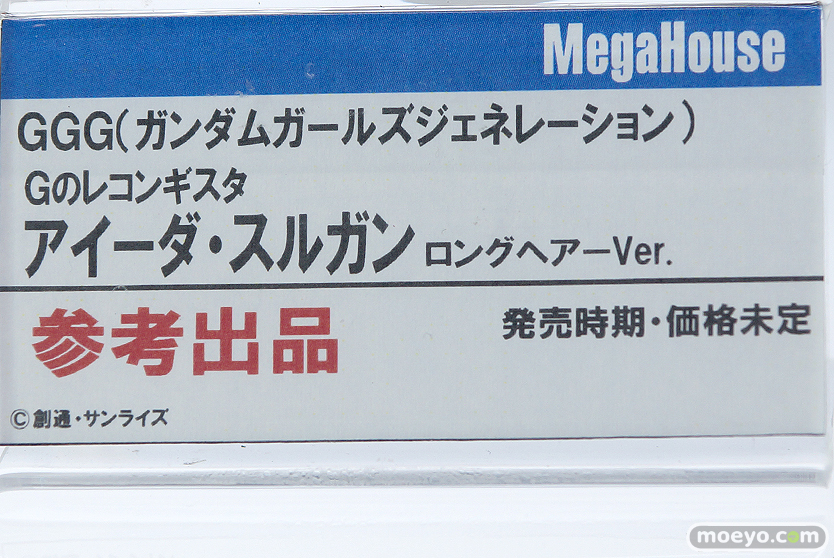 MegaHouse
GGG(ガンダムガールズジェネレーション)
Gのレコンギスタ
アイーダ・スルガン ロングヘアーVer.
参考出品
発売時期・価格未定
©創通・サンライズ
moeyo.com